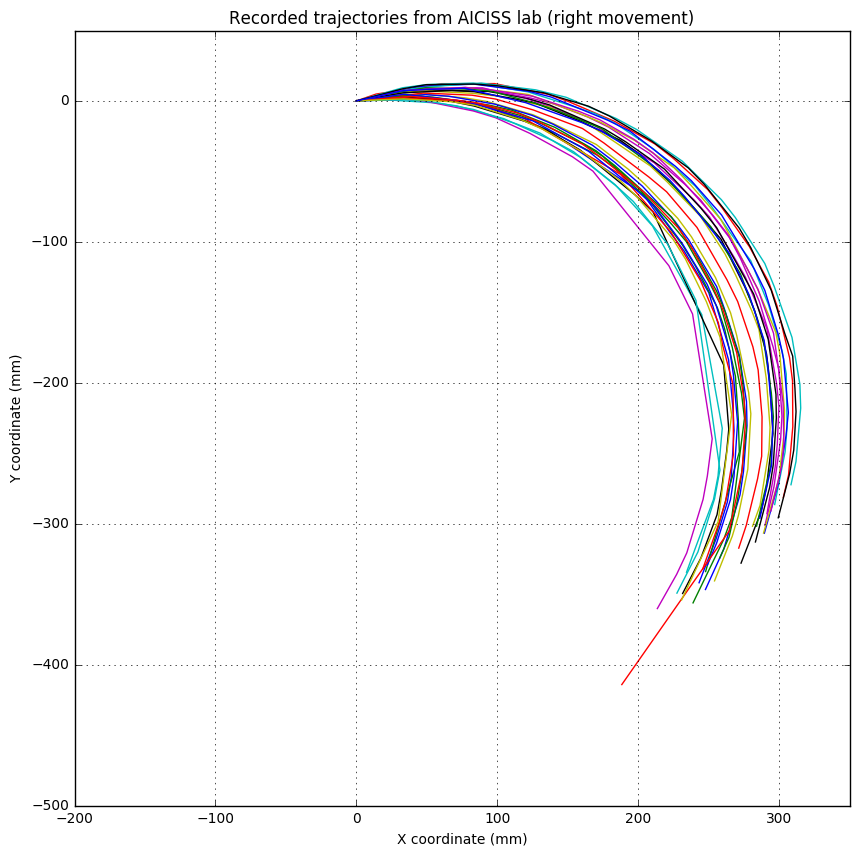 Recorded trajectories from AICISS lab (right movement)
0
−100
−200
−300
−400
−500
Y coordinate (mm)
−200 −100 0 100 200 300
X coordinate (mm)